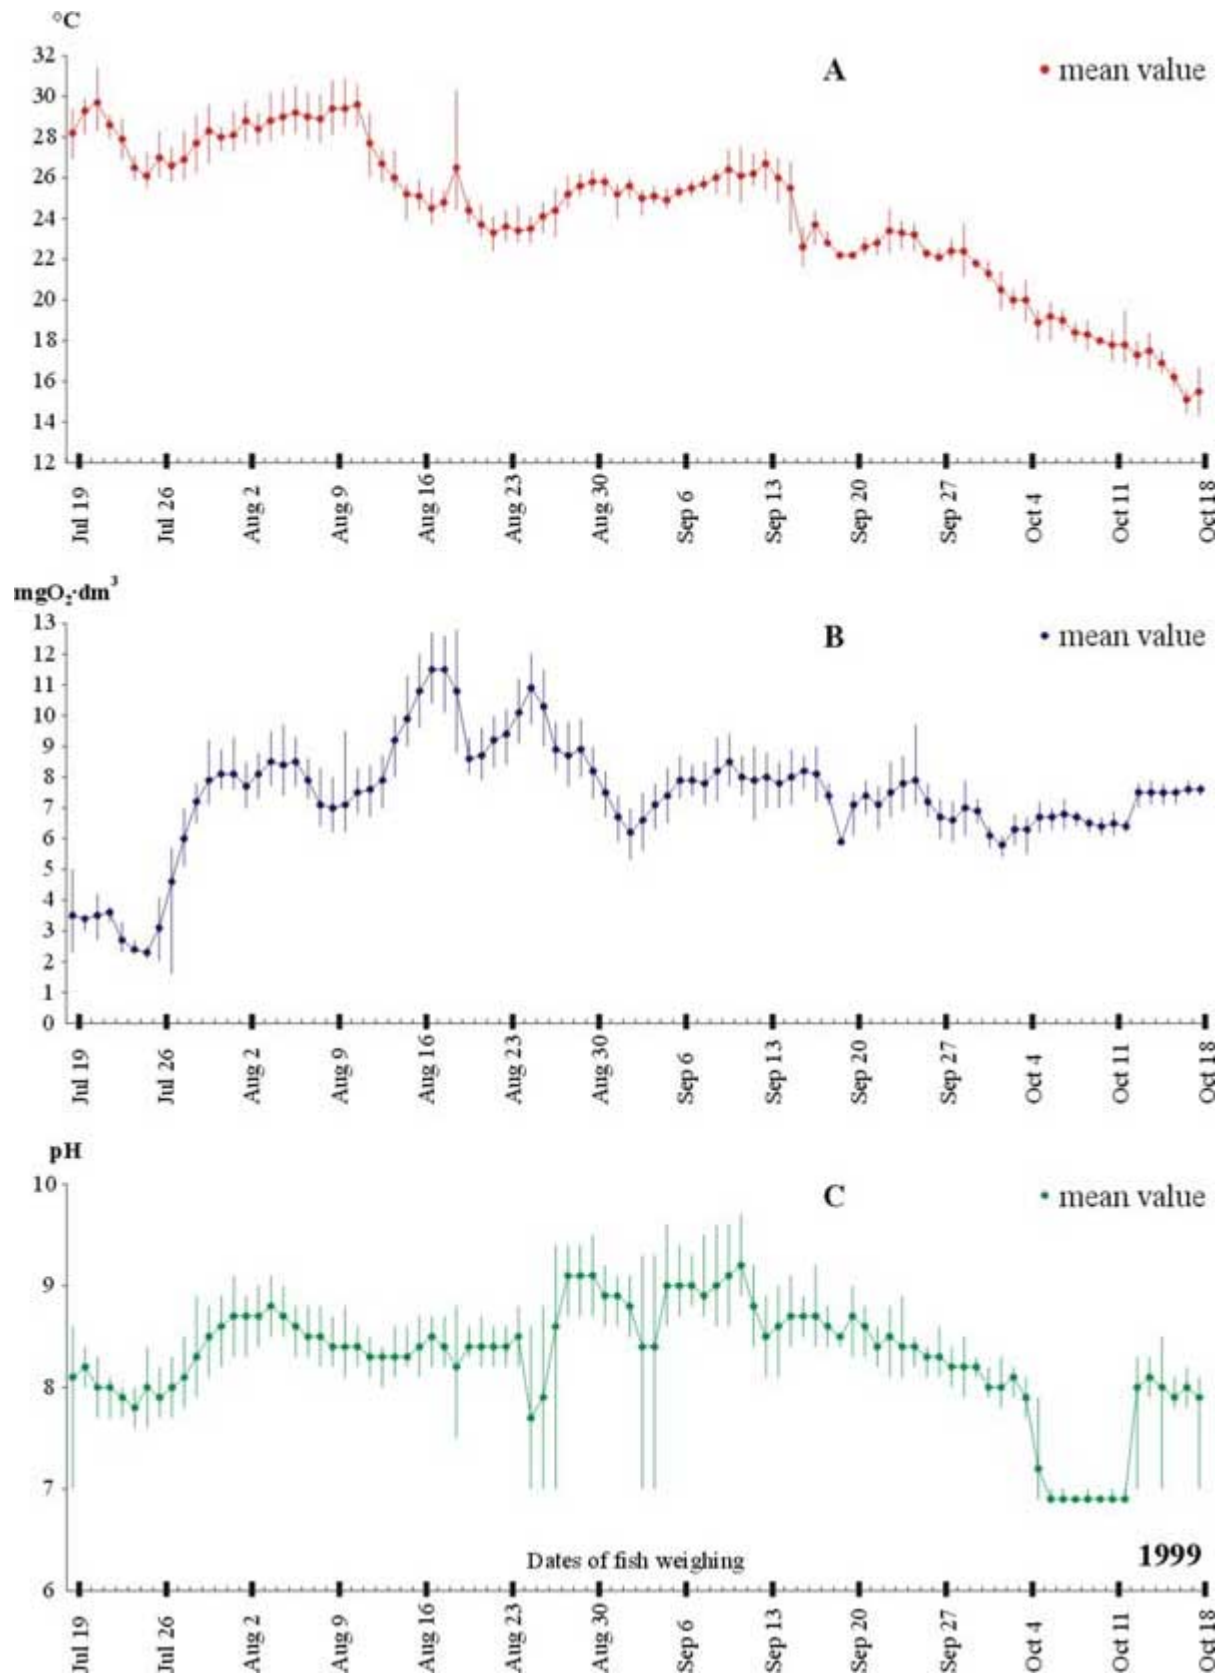 °C
A
mean value
32
30
28
26
24
22
20
18
16
14
12
Jul 19
Jul 26
Aug 2
Aug 9
Aug 16
Aug 23
Aug 30
Sep 6
Sep 13
Sep 20
Sep 27
Oct 4
Oct 11
Oct 18
mgO₂·dm³
B
mean value
13
12
11
10
9
8
7
6
5
4
3
2
1
0
Jul 19
Jul 26
Aug 2
Aug 9
Aug 16
Aug 23
Aug 30
Sep 6
Sep 13
Sep 20
Sep 27
Oct 4
Oct 11
Oct 18
pH
C
mean value
10
9
8
7
6
Dates of fish weighing
1999
Jul 19
Jul 26
Aug 2
Aug 9
Aug 16
Aug 23
Aug 30
Sep 6
Sep 13
Sep 20
Sep 27
Oct 4
Oct 11
Oct 18